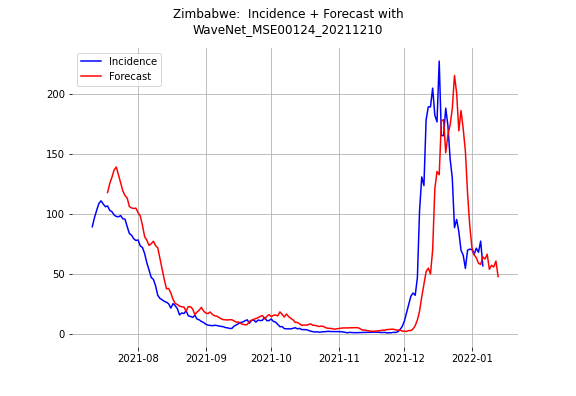 Zimbabwe:  Incidence + Forecast with
WaveNet_MSE00124_20211210
Incidence
Forecast
200
150
100
50
0
2021-08 2021-09 2021-10 2021-11 2021-12 2022-01